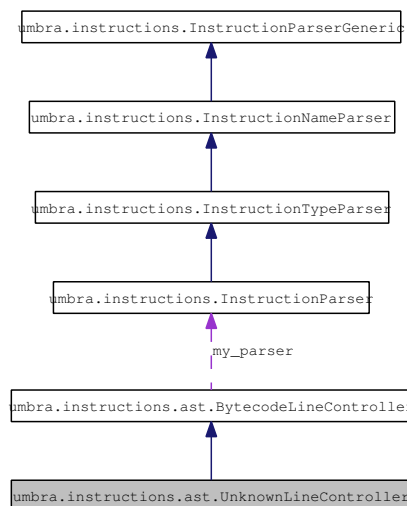 umbra.instructions.InstructionParserGeneric
umbra.instructions.InstructionNameParser
umbra.instructions.InstructionTypeParser
umbra.instructions.InstructionParser
my_parser
umbra.instructions.ast.BytecodeLineController
umbra.instructions.ast.UnknownLineController